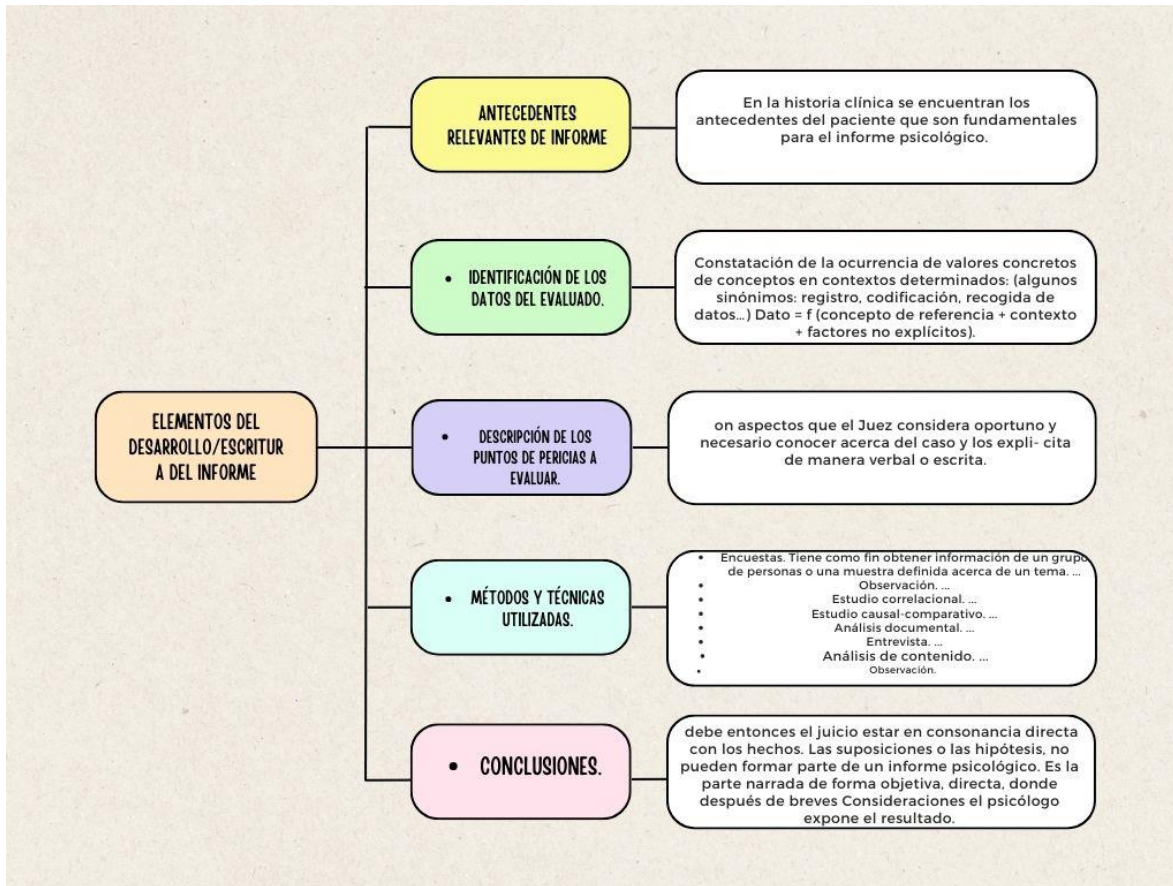 ANTECEDENTES
RELEVANTES DE INFORME
En la historia clínica se encuentran los
antecedentes del paciente que son fundamentales
para el informe psicológico.
• IDENTIFICACIÓN DE LOS
DATOS DEL EVALUADO.
Constatación de la ocurrencia de valores concretos
de conceptos en contextos determinados: (algunos
sinónimos: registro, codificación, recogida de
datos...) Dato = f (concepto de referencia + contexto
+ factores no explícitos).
ELEMENTOS DEL
DESARROLLO/ESCRITUR
A DEL INFORME
• DESCRIPCIÓN DE LOS
PUNTOS DE PERICIAS A
EVALUAR.
on aspectos que el Juez considera oportuno y
necesario conocer acerca del caso y los expli- cita
de manera verbal o escrita.
• MÉTODOS Y TÉCNICAS
UTILIZADAS.
• Encuestas. Tiene como fin obtener información de un grupo
de personas o una muestra definida acerca de un tema. ...
• Observación. ...
• Estudio correlacional. ...
• Estudio causal-comparativo. ...
• Análisis documental. ...
• Entrevista. ...
• Análisis de contenido. ...
• Observación.
• CONCLUSIONES.
debe entonces el juicio estar en consonancia directa
con los hechos. Las suposiciones o las hipótesis, no
pueden formar parte de un informe psicológico. Es la
parte narrada de forma objetiva, directa, donde
después de breves Consideraciones el psicólogo
expone el resultado.